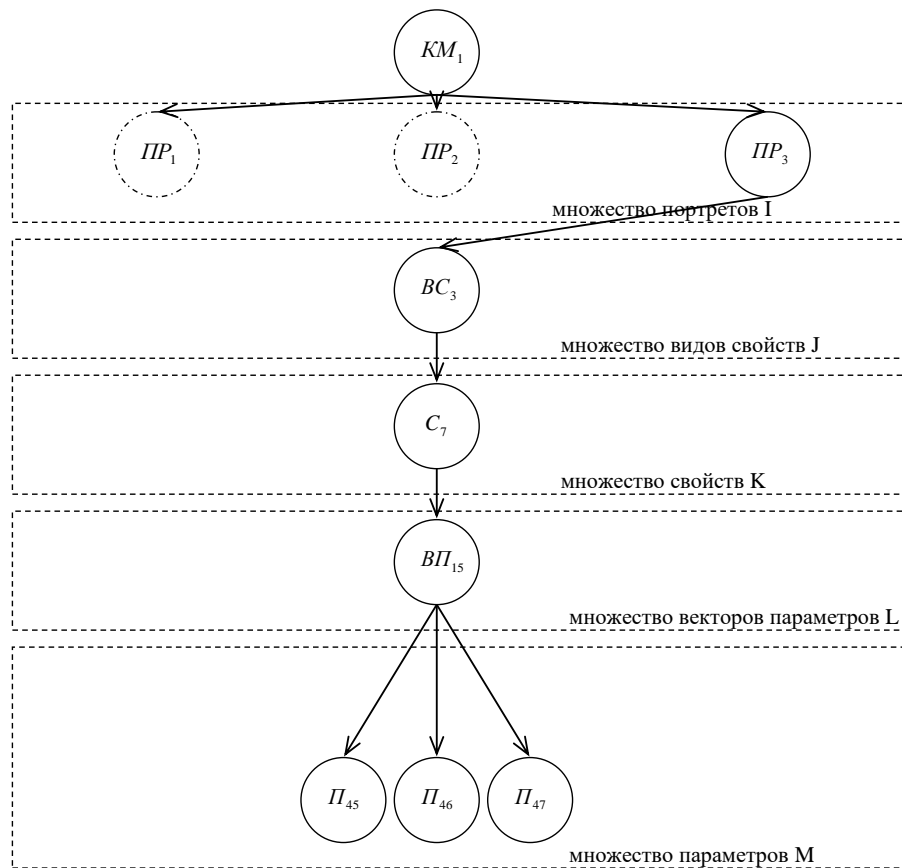 КМ₁
ПР₁ ПР₂ ПР₃
множество портретов I
ВС₃
множество видов свойств J
С₇
множество свойств K
ВП₁₅
множество векторов параметров L
П₄₅ П₄₆ П₄₇
множество параметров M